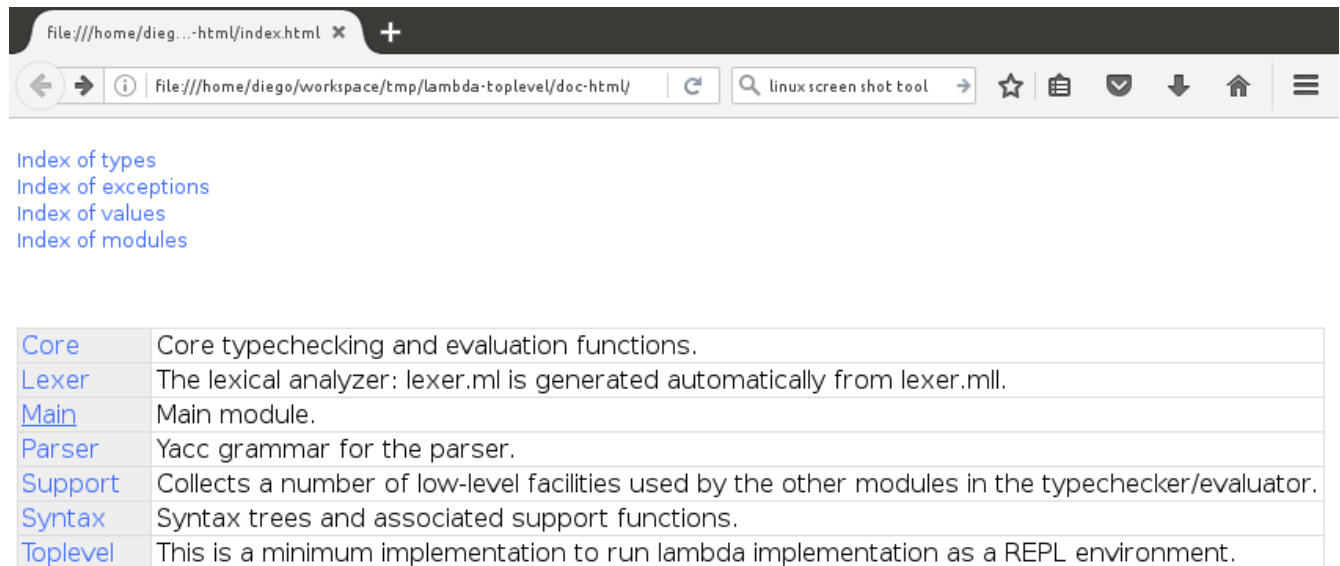 file:///home/dieg...-html/index.html
file:///home/diego/workspace/tmp/lambda-toplevel/doc-html/ linux screen shot tool
Index of types
Index of exceptions
Index of values
Index of modules
Core Core typechecking and evaluation functions.
Lexer The lexical analyzer: lexer.ml is generated automatically from lexer.mll.
Main Main module.
Parser Yacc grammar for the parser.
Support Collects a number of low-level facilities used by the other modules in the typechecker/evaluator.
Syntax Syntax trees and associated support functions.
Toplevel This is a minimum implementation to run lambda implementation as a REPL environment.